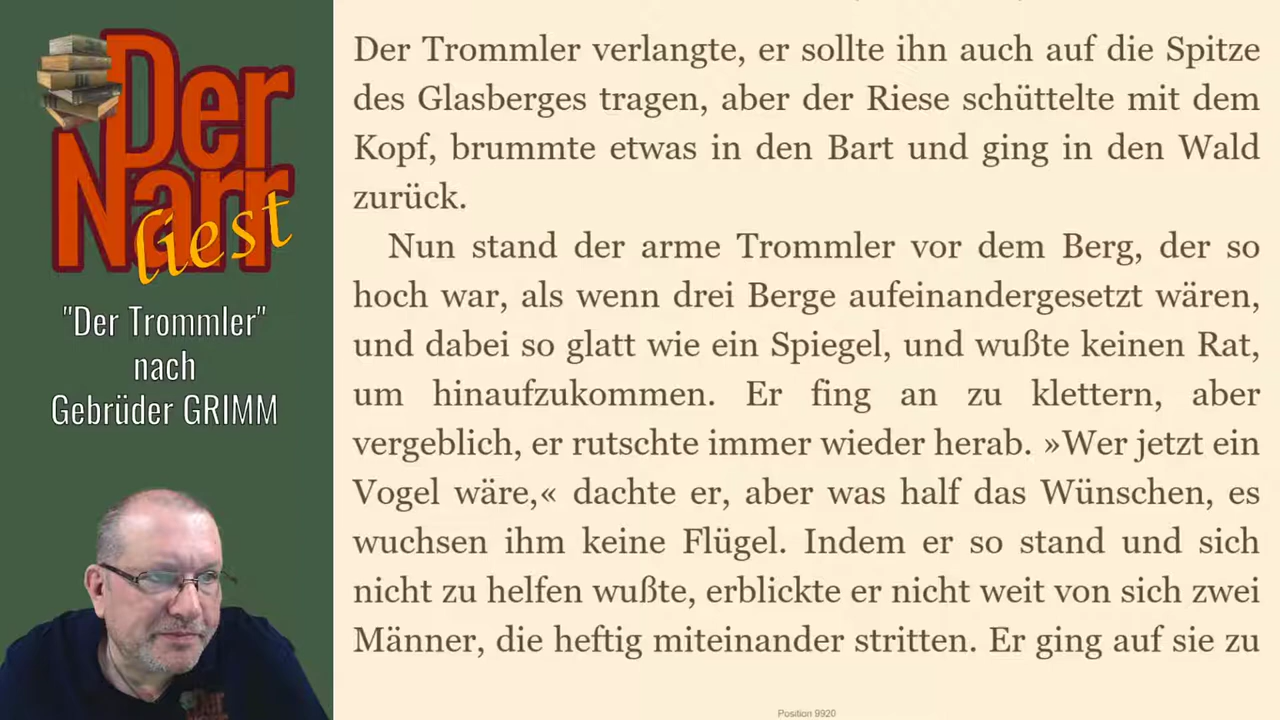 Der
Narr
liest
"Der Trommler"
nach
Gebrüder GRIMM
Der Trommler verlangte, er sollte ihn auch auf die Spitze
des Glasberges tragen, aber der Riese schüttelte mit dem
Kopf, brummte etwas in den Bart und ging in den Wald
zurück.
Nun stand der arme Trommler vor dem Berg, der so
hoch war, als wenn drei Berge aufeinandergesetzt wären,
und dabei so glatt wie ein Spiegel, und wußte keinen Rat,
um hinaufzukommen. Er fing an zu klettern, aber
vergeblich, er rutschte immer wieder herab. »Wer jetzt ein
Vogel wäre,« dachte er, aber was half das Wünschen, es
wuchsen ihm keine Flügel. Indem er so stand und sich
nicht zu helfen wußte, erblickte er nicht weit von sich zwei
Männer, die heftig miteinander stritten. Er ging auf sie zu
Position 9920